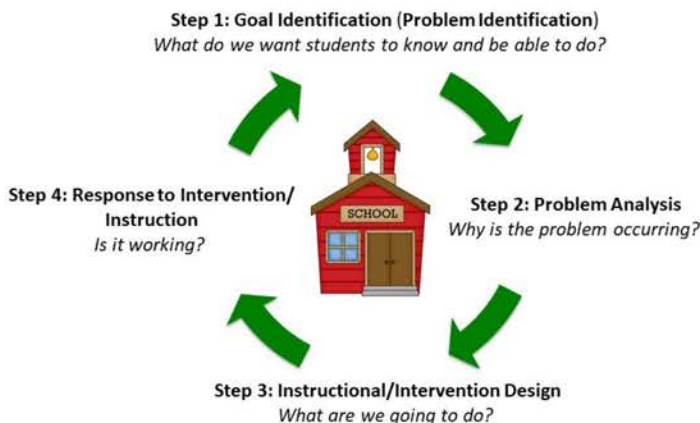 Step 1: Goal Identification (Problem Identification)
What do we want students to know and be able to do?
Step 2: Problem Analysis
Why is the problem occurring?
Step 3: Instructional/Intervention Design
What are we going to do?
Step 4: Response to Intervention/
Instruction
Is it working?
SCHOOL